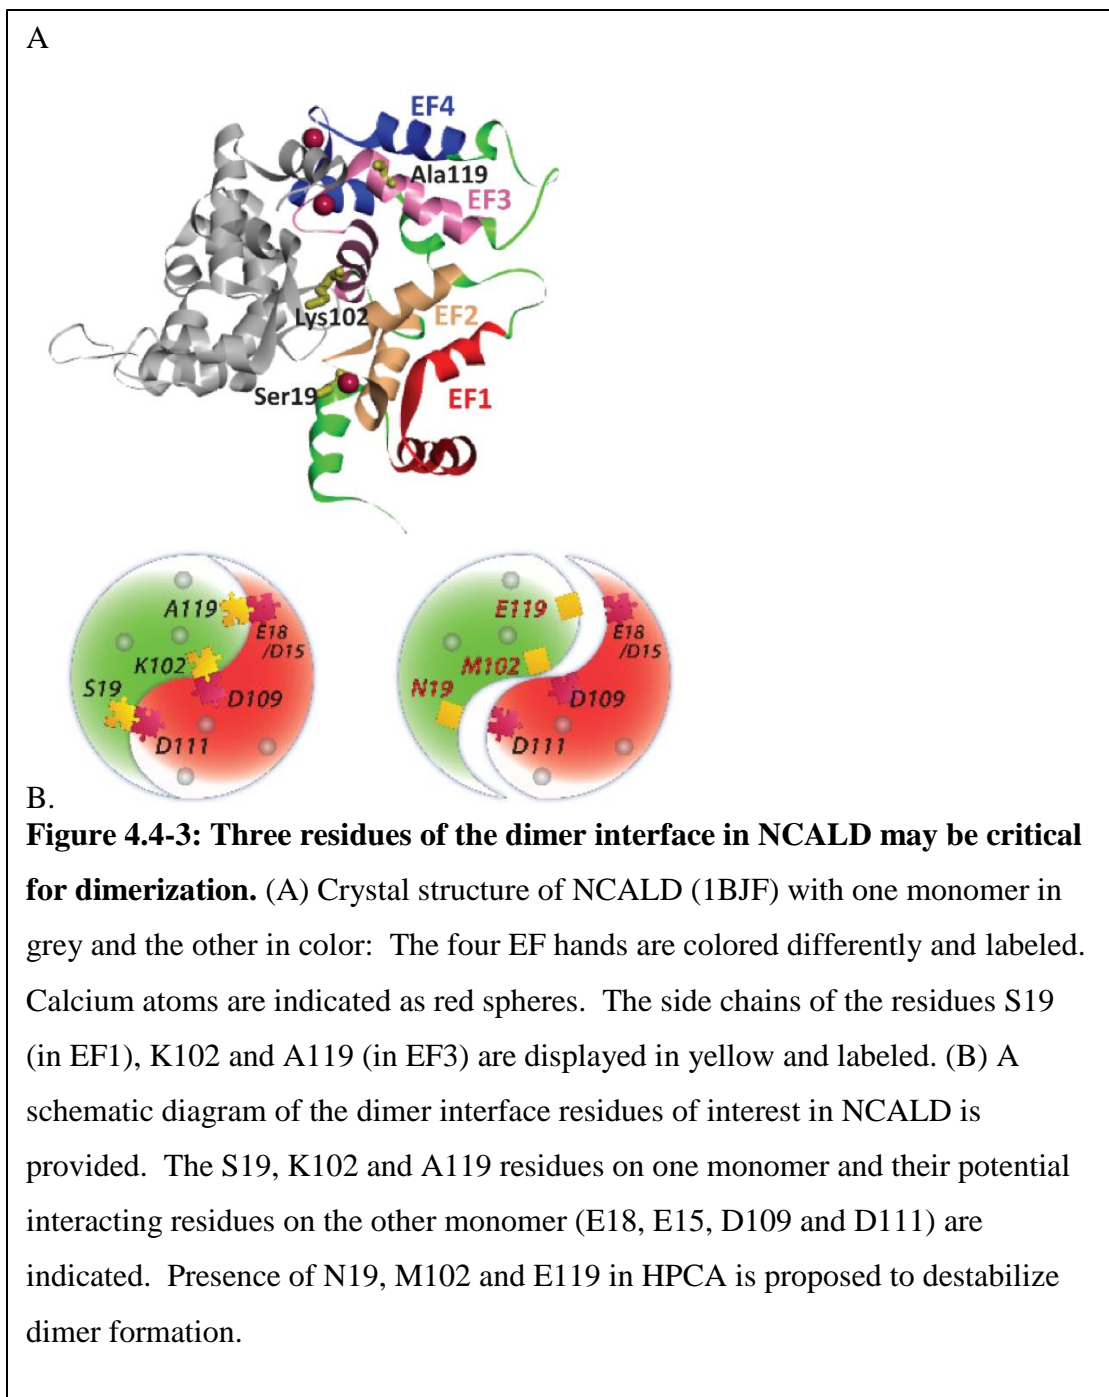 A
EF4
Ala119
EF3
Lys102
EF2
Ser19
EF1
A119
E18
/D15
K102
S19
D109
D111
E119
E18
/D15
M102
N19
D109
D111
B.
Figure 4.4-3: Three residues of the dimer interface in NCALD may be critical
for dimerization. (A) Crystal structure of NCALD (1BJF) with one monomer in
grey and the other in color:  The four EF hands are colored differently and labeled.
Calcium atoms are indicated as red spheres.  The side chains of the residues S19
(in EF1), K102 and A119 (in EF3) are displayed in yellow and labeled. (B) A
schematic diagram of the dimer interface residues of interest in NCALD is
provided.  The S19, K102 and A119 residues on one monomer and their potential
interacting residues on the other monomer (E18, E15, D109 and D111) are
indicated.  Presence of N19, M102 and E119 in HPCA is proposed to destabilize
dimer formation.